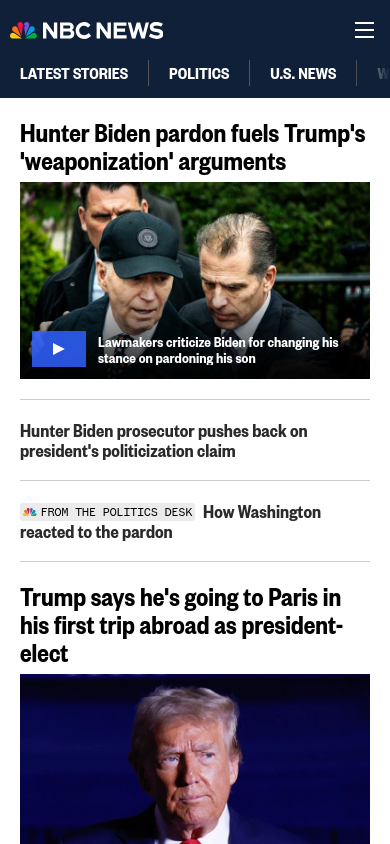 NBC NEWS
LATEST STORIES POLITICS U.S. NEWS
Hunter Biden pardon fuels Trump's
'weaponization' arguments
Lawmakers criticize Biden for changing his
stance on pardoning his son
Hunter Biden prosecutor pushes back on
president's politicization claim
FROM THE POLITICS DESK How Washington
reacted to the pardon
Trump says he's going to Paris in
his first trip abroad as president-
elect